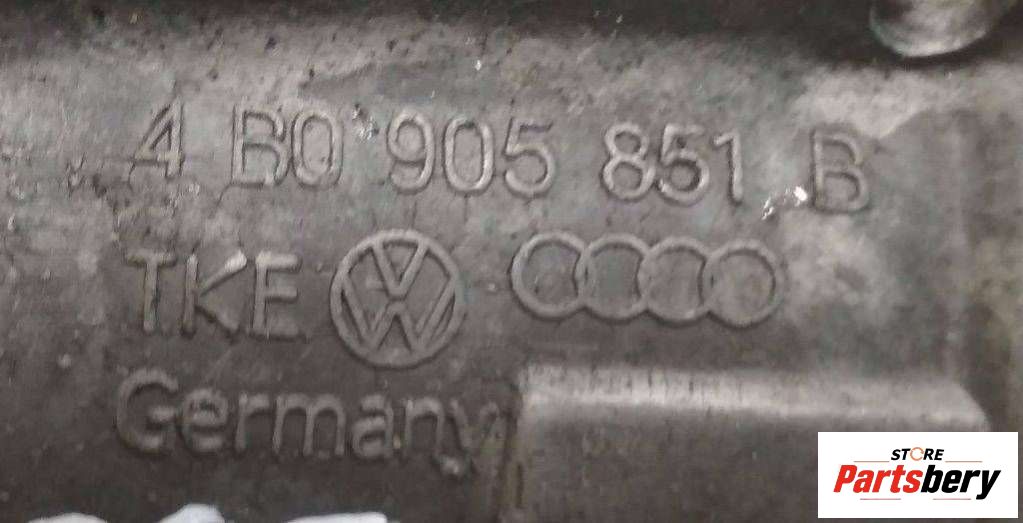 4 B0 905 851 B
TKE
Germany
STORE
Partsbery